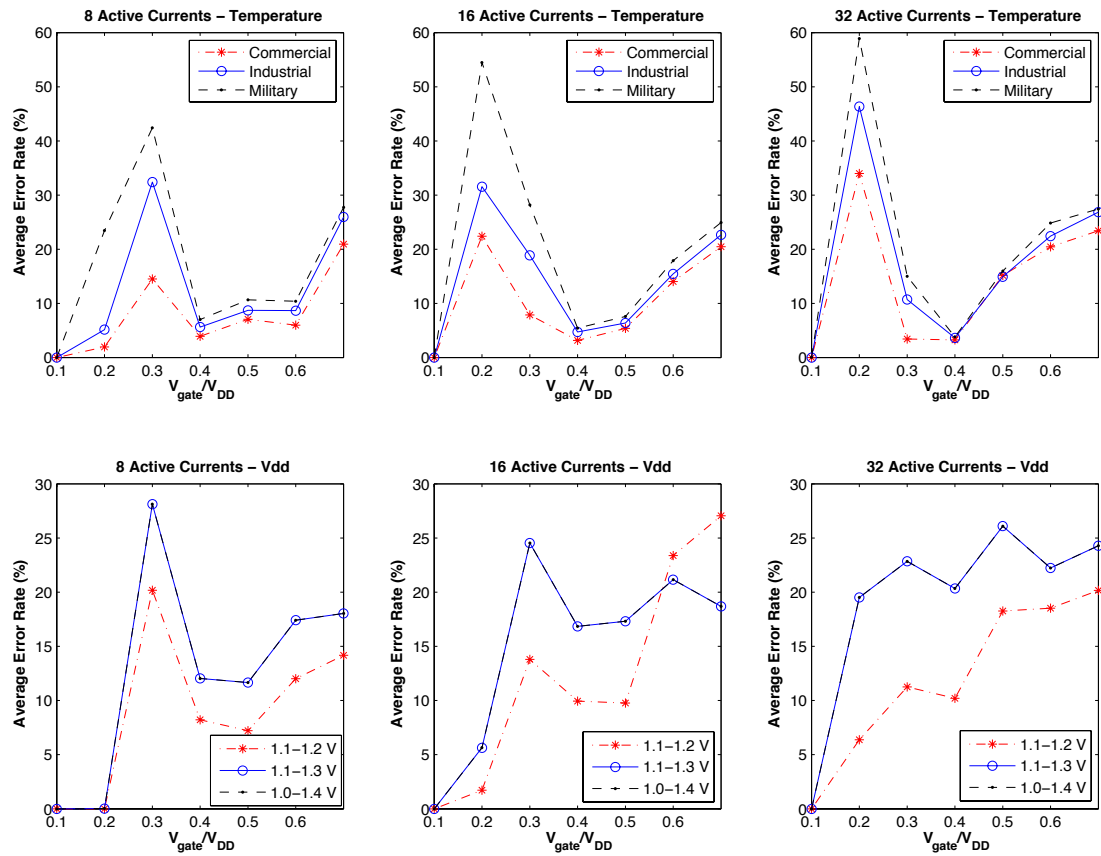 8 Active Currents – Temperature
60
50
40
30
20
10
0
Average Error Rate (%)
Commercial
Industrial
Military
0.1 0.2 0.3 0.4 0.5 0.6
Vgate/VDD
16 Active Currents – Temperature
60
50
40
30
20
10
0
Average Error Rate (%)
Commercial
Industrial
Military
0.1 0.2 0.3 0.4 0.5 0.6
Vgate/VDD
32 Active Currents – Temperature
60
50
40
30
20
10
0
Average Error Rate (%)
Commercial
Industrial
Military
0.1 0.2 0.3 0.4 0.5 0.6
Vgate/VDD
8 Active Currents – Vdd
30
25
20
15
10
5
0
Average Error Rate (%)
1.1–1.2 V
1.1–1.3 V
1.0–1.4 V
0.1 0.2 0.3 0.4 0.5 0.6
Vgate/VDD
16 Active Currents – Vdd
30
25
20
15
10
5
0
Average Error Rate (%)
1.1–1.2 V
1.1–1.3 V
1.0–1.4 V
0.1 0.2 0.3 0.4 0.5 0.6
Vgate/VDD
32 Active Currents – Vdd
30
25
20
15
10
5
0
Average Error Rate (%)
1.1–1.2 V
1.1–1.3 V
1.0–1.4 V
0.1 0.2 0.3 0.4 0.5 0.6
Vgate/VDD